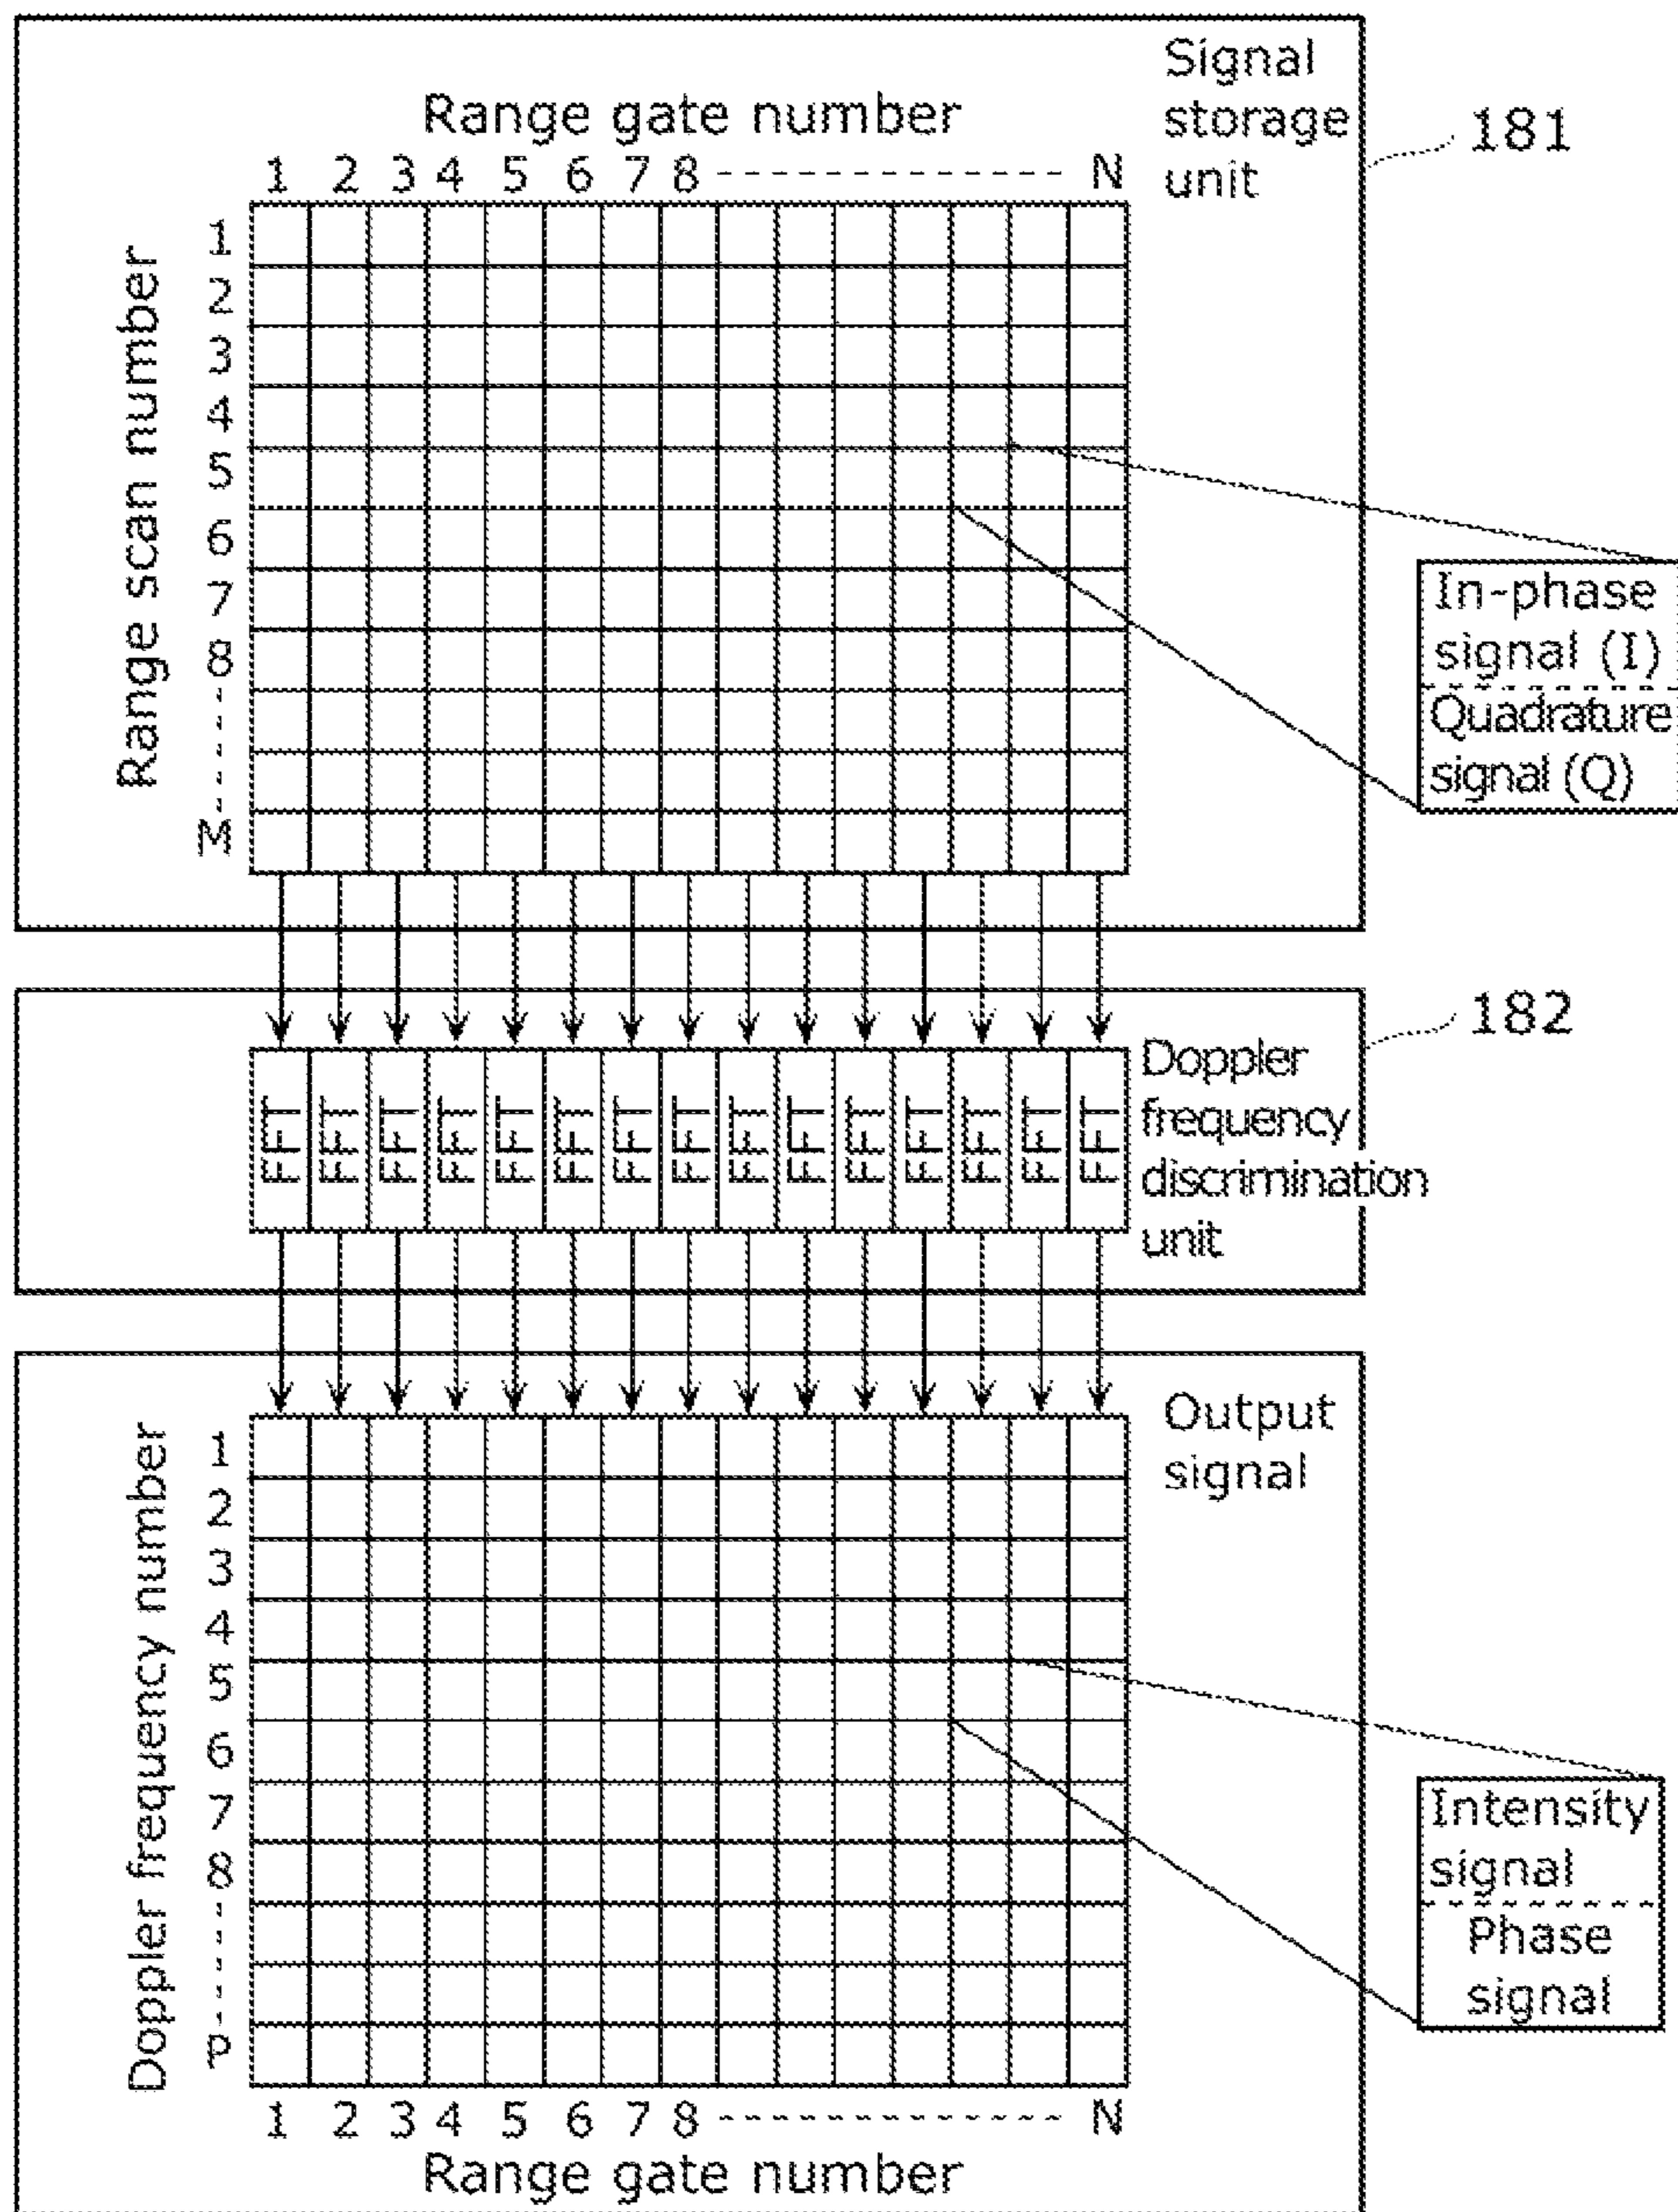 Signal
storage
unit
181
Range gate number
1 2 3 4 5 6 7 8 N
Range scan number
1
2
3
4
5
6
7
8
M
In-phase
signal (I)
Quadrature
signal (Q)
182
FFT FFT FFT FFT FFT FFT FFT FFT FFT FFT FFT FFT FFT FFT FFT
Doppler
frequency
discrimination
unit
Output
signal
Doppler frequency number
1
2
3
4
5
6
7
8
P
Intensity
signal
Phase
signal
1 2 3 4 5 6 7 8 N
Range gate number